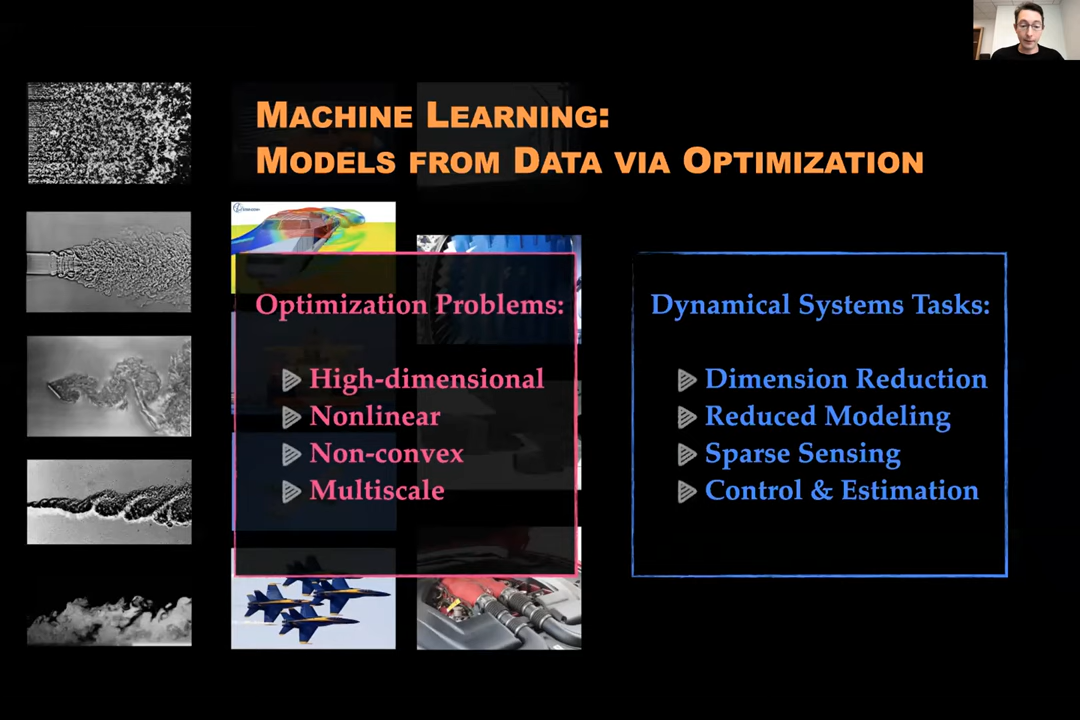 MACHINE LEARNING:
MODELS FROM DATA VIA OPTIMIZATION
Optimization Problems:
High-dimensional
Nonlinear
Non-convex
Multiscale
Dynamical Systems Tasks:
Dimension Reduction
Reduced Modeling
Sparse Sensing
Control & Estimation